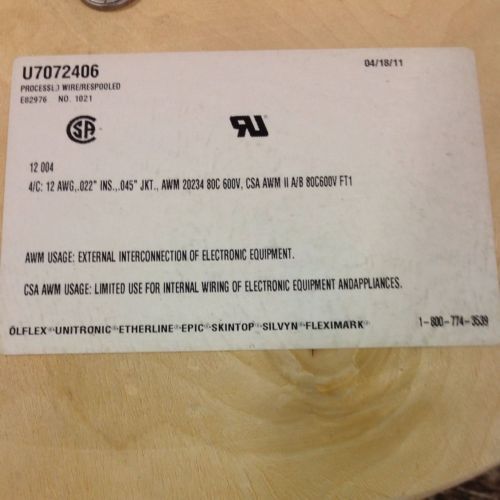 U7072406
04/18/11
PROCESSED WIRE/RESPOOLED
E82976 NO. 1021
CSA
RU
12 004
4/C: 12 AWG,.022" INS.,.045" JKT., AWM 20234 80C 600V, CSA AWM II A/B 80C600V FT1
AWM USAGE: EXTERNAL INTERCONNECTION OF ELECTRONIC EQUIPMENT.
CSA AWM USAGE: LIMITED USE FOR INTERNAL WIRING OF ELECTRONIC EQUIPMENT ANDAPPLIANCES.
ÖLFLEX®UNITRONIC®ETHERLINE®EPIC®SKINTOP®SILVYN®FLEXIMARK®
1-800-774-3539